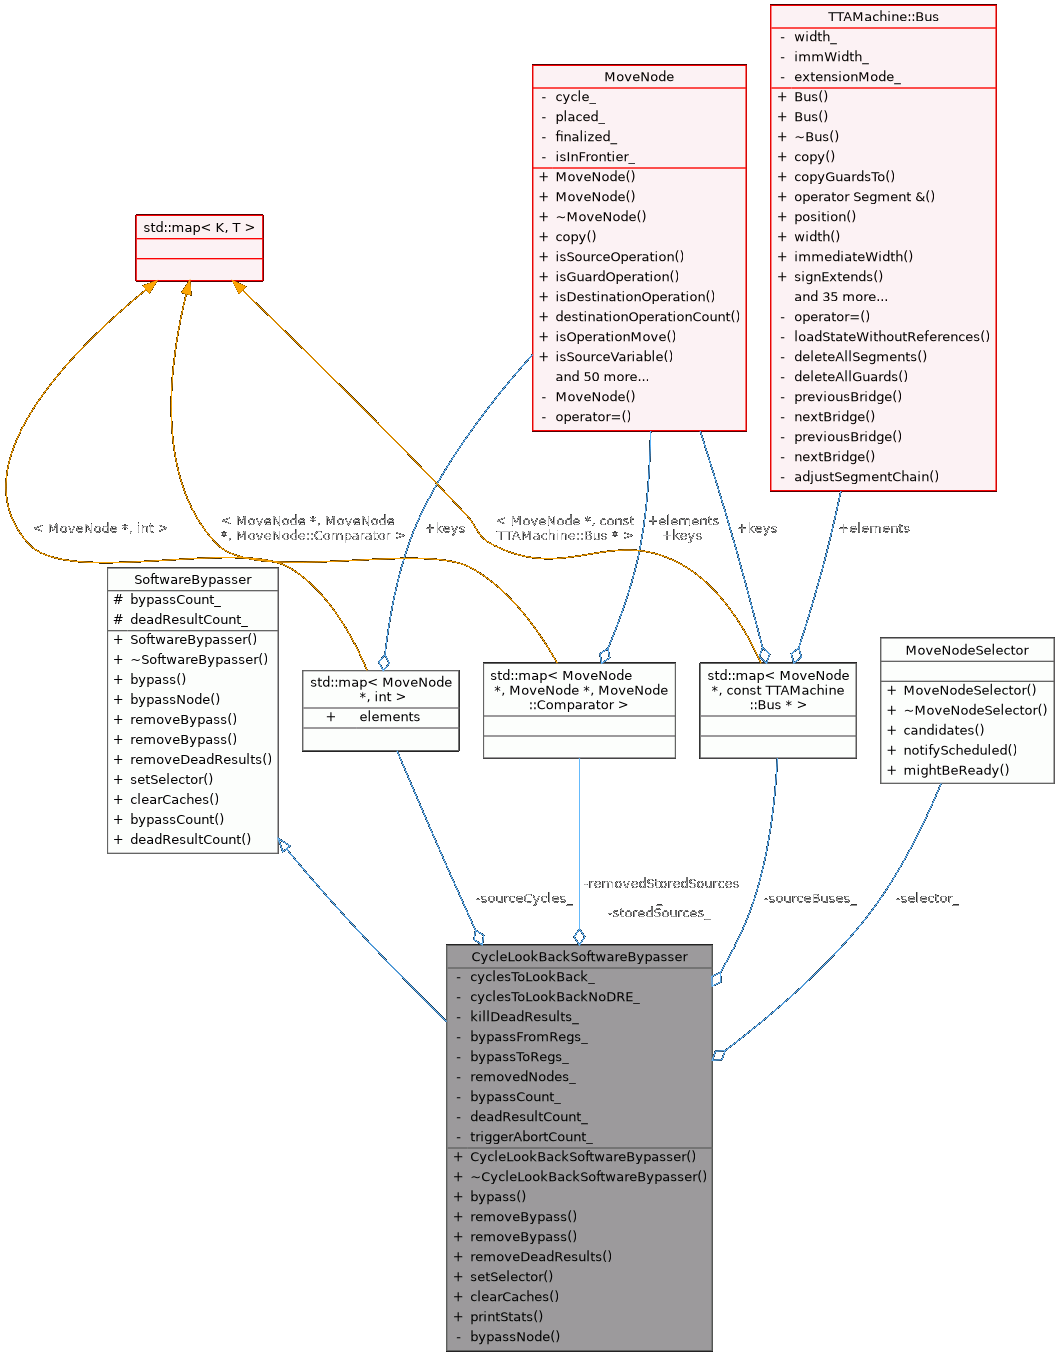 TTAMachine::Bus
- width_
- immWidth_
- extensionMode_
+ Bus()
+ Bus()
+ ~Bus()
+ copy()
+ copyGuardsTo()
+ operator Segment &()
+ position()
+ width()
+ immediateWidth()
+ signExtends()
and 35 more...
- operator=()
- loadStateWithoutReferences()
- deleteAllSegments()
- deleteAllGuards()
- previousBridge()
- nextBridge()
- previousBridge()
- nextBridge()
- adjustSegmentChain()
MoveNode
- cycle_
- placed_
- finalized_
- isInFrontier_
+ MoveNode()
+ MoveNode()
+ ~MoveNode()
+ copy()
+ isSourceOperation()
+ isGuardOperation()
+ isDestinationOperation()
+ destinationOperationCount()
+ isOperationMove()
+ isSourceVariable()
and 50 more...
- MoveNode()
- operator=()
std::map< K, T >
< MoveNode *, int >
< MoveNode *, MoveNode
*, MoveNode::Comparator >
+keys
< MoveNode *, const
TTAMachine::Bus * >
+elements
+keys
+keys
+elements
SoftwareBypasser
# bypassCount_
# deadResultCount_
+ SoftwareBypasser()
+ ~SoftwareBypasser()
+ bypass()
+ bypassNode()
+ removeBypass()
+ removeBypass()
+ removeDeadResults()
+ setSelector()
+ clearCaches()
+ bypassCount()
+ deadResultCount()
std::map< MoveNode
*, int >
+ elements
std::map< MoveNode
*, MoveNode *, MoveNode
::Comparator >
std::map< MoveNode
*, const TTAMachine
::Bus * >
MoveNodeSelector
+ MoveNodeSelector()
+ ~MoveNodeSelector()
+ candidates()
+ notifyScheduled()
+ mightBeReady()
-sourceCycles_
-removedStoredSources
_
-storedSources_
-sourceBuses_
-selector_
CycleLookBackSoftwareBypasser
- cyclesToLookBack_
- cyclesToLookBackNoDRE_
- killDeadResults_
- bypassFromRegs_
- bypassToRegs_
- removedNodes_
- bypassCount_
- deadResultCount_
- triggerAbortCount_
+ CycleLookBackSoftwareBypasser()
+ ~CycleLookBackSoftwareBypasser()
+ bypass()
+ removeBypass()
+ removeBypass()
+ removeDeadResults()
+ setSelector()
+ clearCaches()
+ printStats()
- bypassNode()